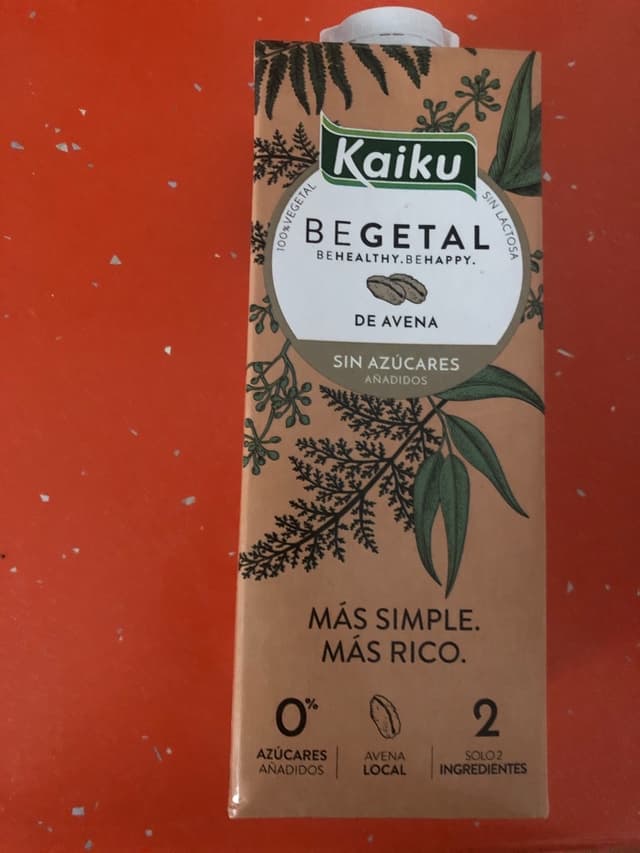 Kaiku
100% VEGETAL
SIN LACTOSA
BEGETAL
BEHEALTHY.BEHAPPY.
DE AVENA
SIN AZÚCARES
AÑADIDOS
MÁS SIMPLE.
MÁS RICO.
0%
AZÚCARES
AÑADIDOS
AVENA
LOCAL
2
SOLO 2
INGREDIENTES